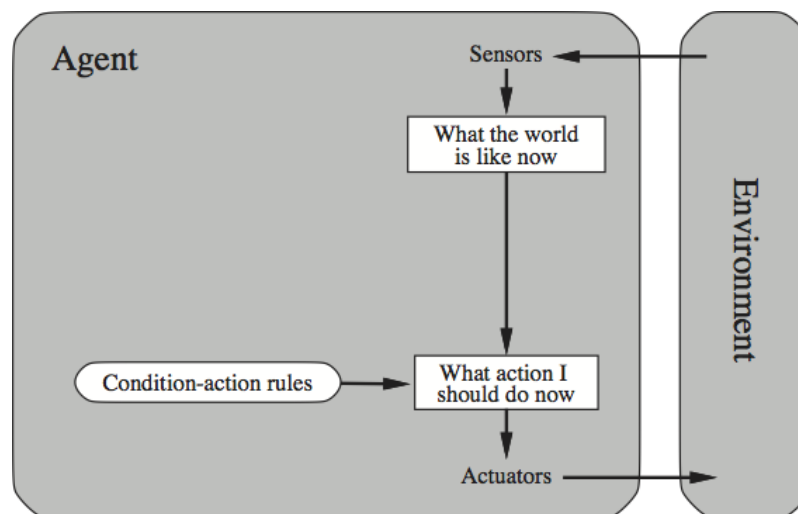 Agent
Sensors
What the world
is like now
Condition-action rules
What action I
should do now
Actuators
Environment